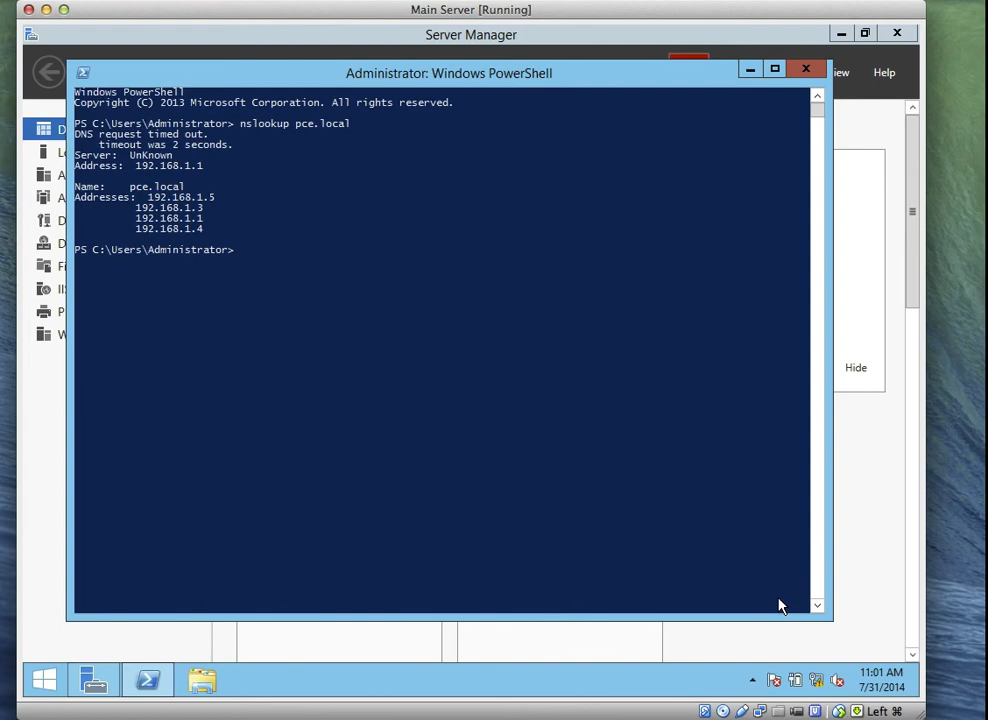 Main Server [Running]
Server Manager
Administrator: Windows PowerShell
iew
Help
Windows PowerShell
Copyright (C) 2013 Microsoft Corporation. All rights reserved.
PS C:\Users\Administrator> nslookup pce.local
DNS request timed out.
timeout was 2 seconds.
Server: UnKnown
Address: 192.168.1.1
Name: pce.local
Addresses: 192.168.1.5
192.168.1.3
192.168.1.1
192.168.1.4
PS C:\Users\Administrator>
D
L
A
A
D
D
Fi
II
P
W
Hide
11:01 AM
7/31/2014
Left ⌘